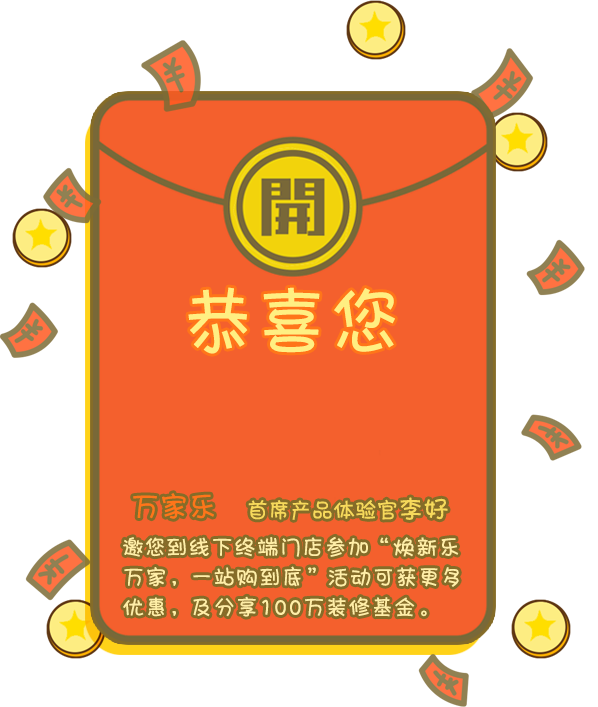 開
恭喜您
万家乐 首席产品体验官李好
邀您到线下终端门店参加“焕新乐
万家，一站购到底”活动可获更多
优惠，及分享100万装修基金。